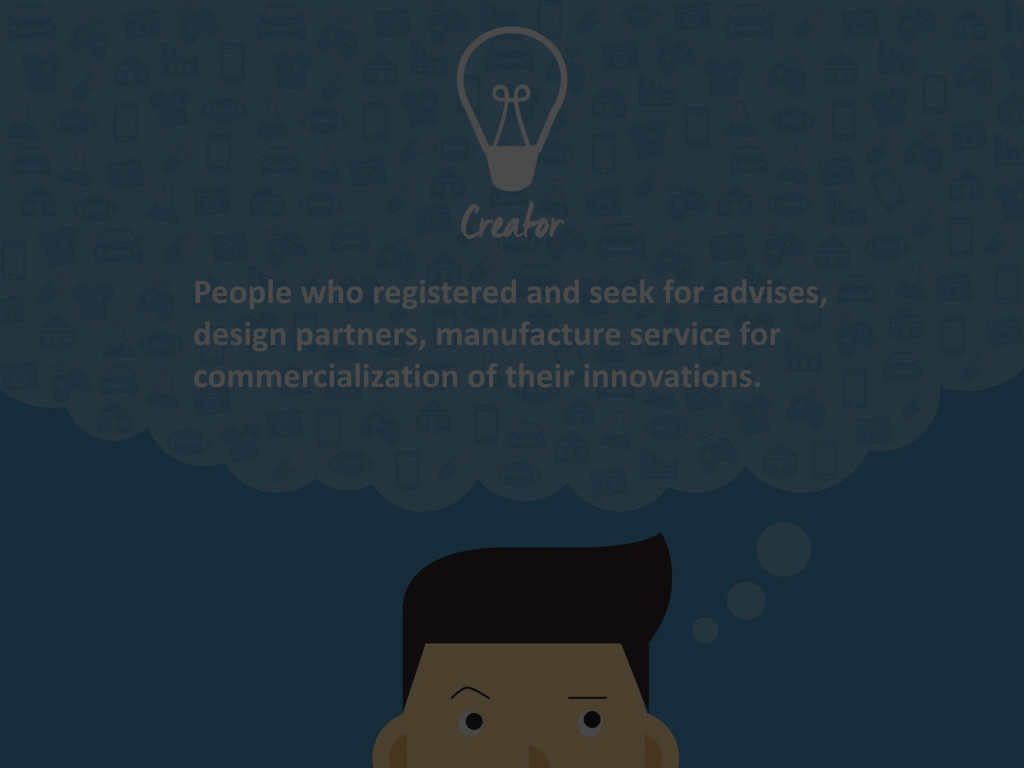 Creator
People who registered and seek for advises,
design partners, manufacture service for
commercialization of their innovations.